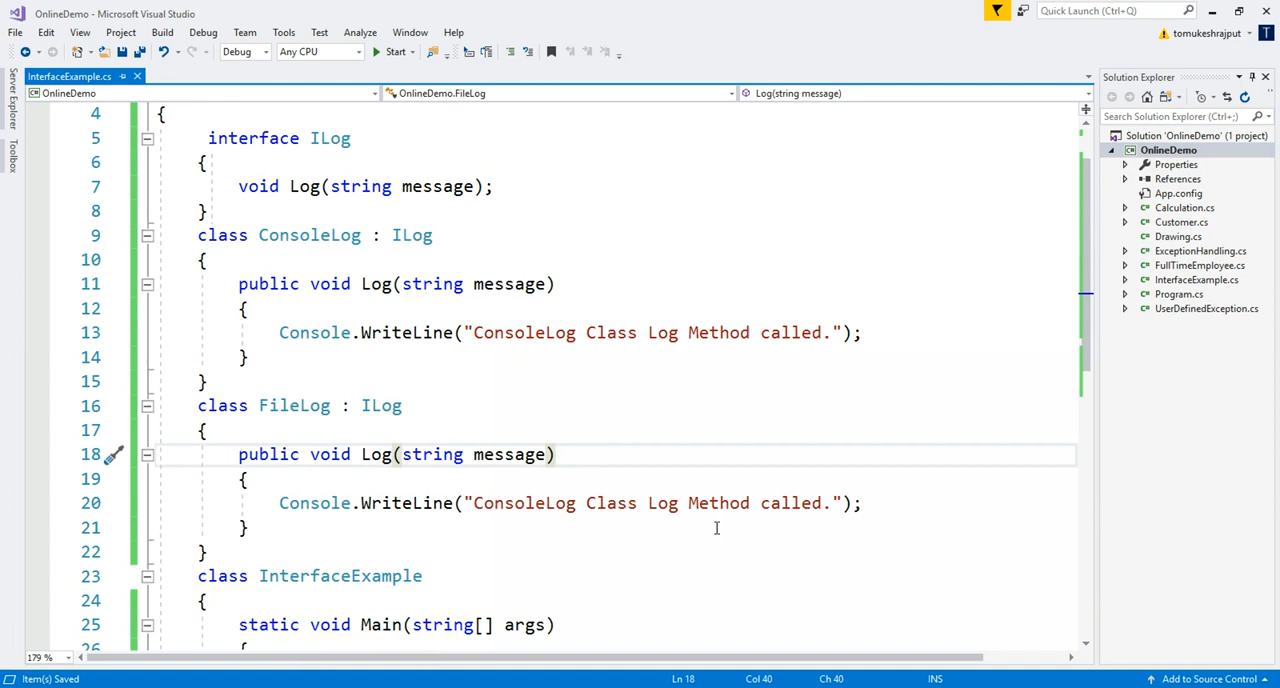 OnlineDemo - Microsoft Visual Studio
Quick Launch (Ctrl+Q)
File Edit View Project Build Debug Team Tools Test Analyze Window Help
tomukeshrajput T
Debug Any CPU Start
Server Explorer
Toolbox
InterfaceExample.cs
OnlineDemo OnlineDemo.FileLog Log(string message)
4 {
5 interface ILog
6 {
7 void Log(string message);
8 }
9 class ConsoleLog : ILog
10 {
11 public void Log(string message)
12 {
13 Console.WriteLine("ConsoleLog Class Log Method called.");
14 }
15 }
16 class FileLog : ILog
17 {
18 public void Log(string message)
19 {
20 Console.WriteLine("ConsoleLog Class Log Method called.");
21 }
22 }
23 class InterfaceExample
24 {
25 static void Main(string[] args)
26 {
179 %
Solution Explorer
Search Solution Explorer (Ctrl+;)
Solution 'OnlineDemo' (1 project)
OnlineDemo
Properties
References
App.config
Calculation.cs
Customer.cs
Drawing.cs
ExceptionHandling.cs
FullTimeEmployee.cs
InterfaceExample.cs
Program.cs
UserDefinedException.cs
Item(s) Saved Ln 18 Col 40 Ch 40 INS Add to Source Control